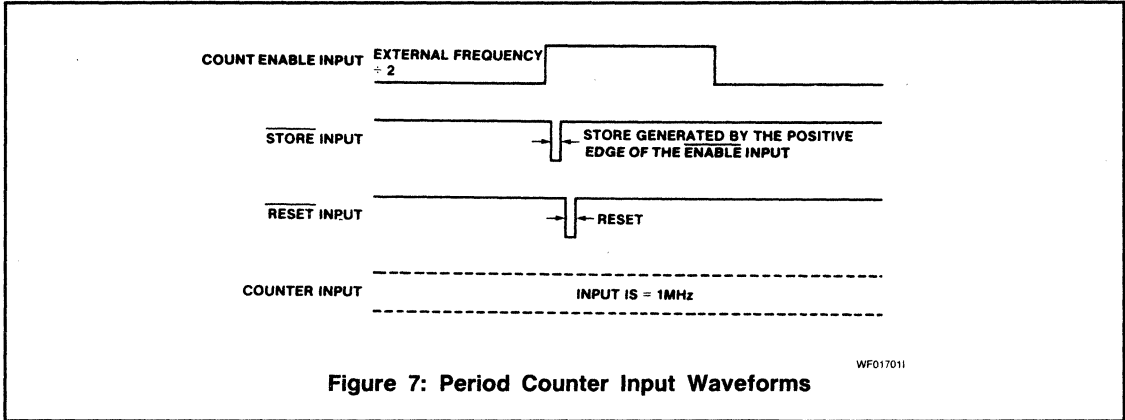 COUNT ENABLE INPUT EXTERNAL FREQUENCY
÷ 2
STORE INPUT
STORE GENERATED BY THE POSITIVE
EDGE OF THE ENABLE INPUT
RESET INPUT
RESET
COUNTER INPUT
INPUT IS = 1MHz
WF01701I
Figure 7: Period Counter Input Waveforms